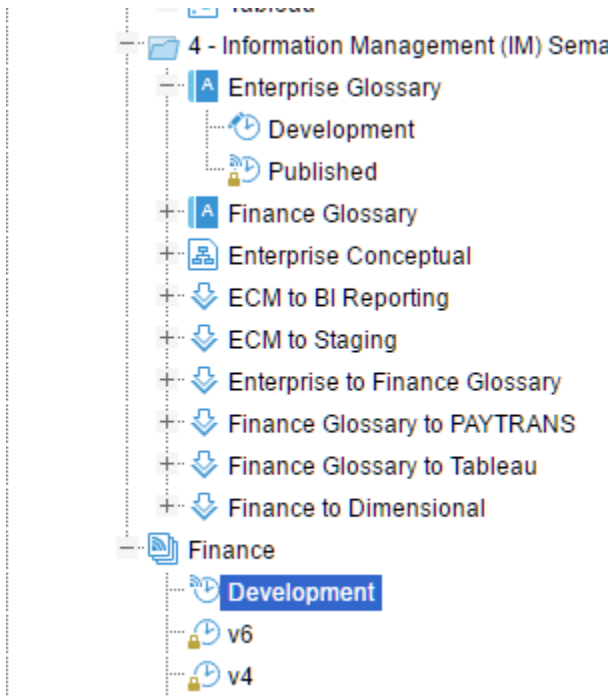 Tableau
4 - Information Management (IM) Sema
Enterprise Glossary
Development
Published
Finance Glossary
Enterprise Conceptual
ECM to BI Reporting
ECM to Staging
Enterprise to Finance Glossary
Finance Glossary to PAYTRANS
Finance Glossary to Tableau
Finance to Dimensional
Finance
Development
v6
v4